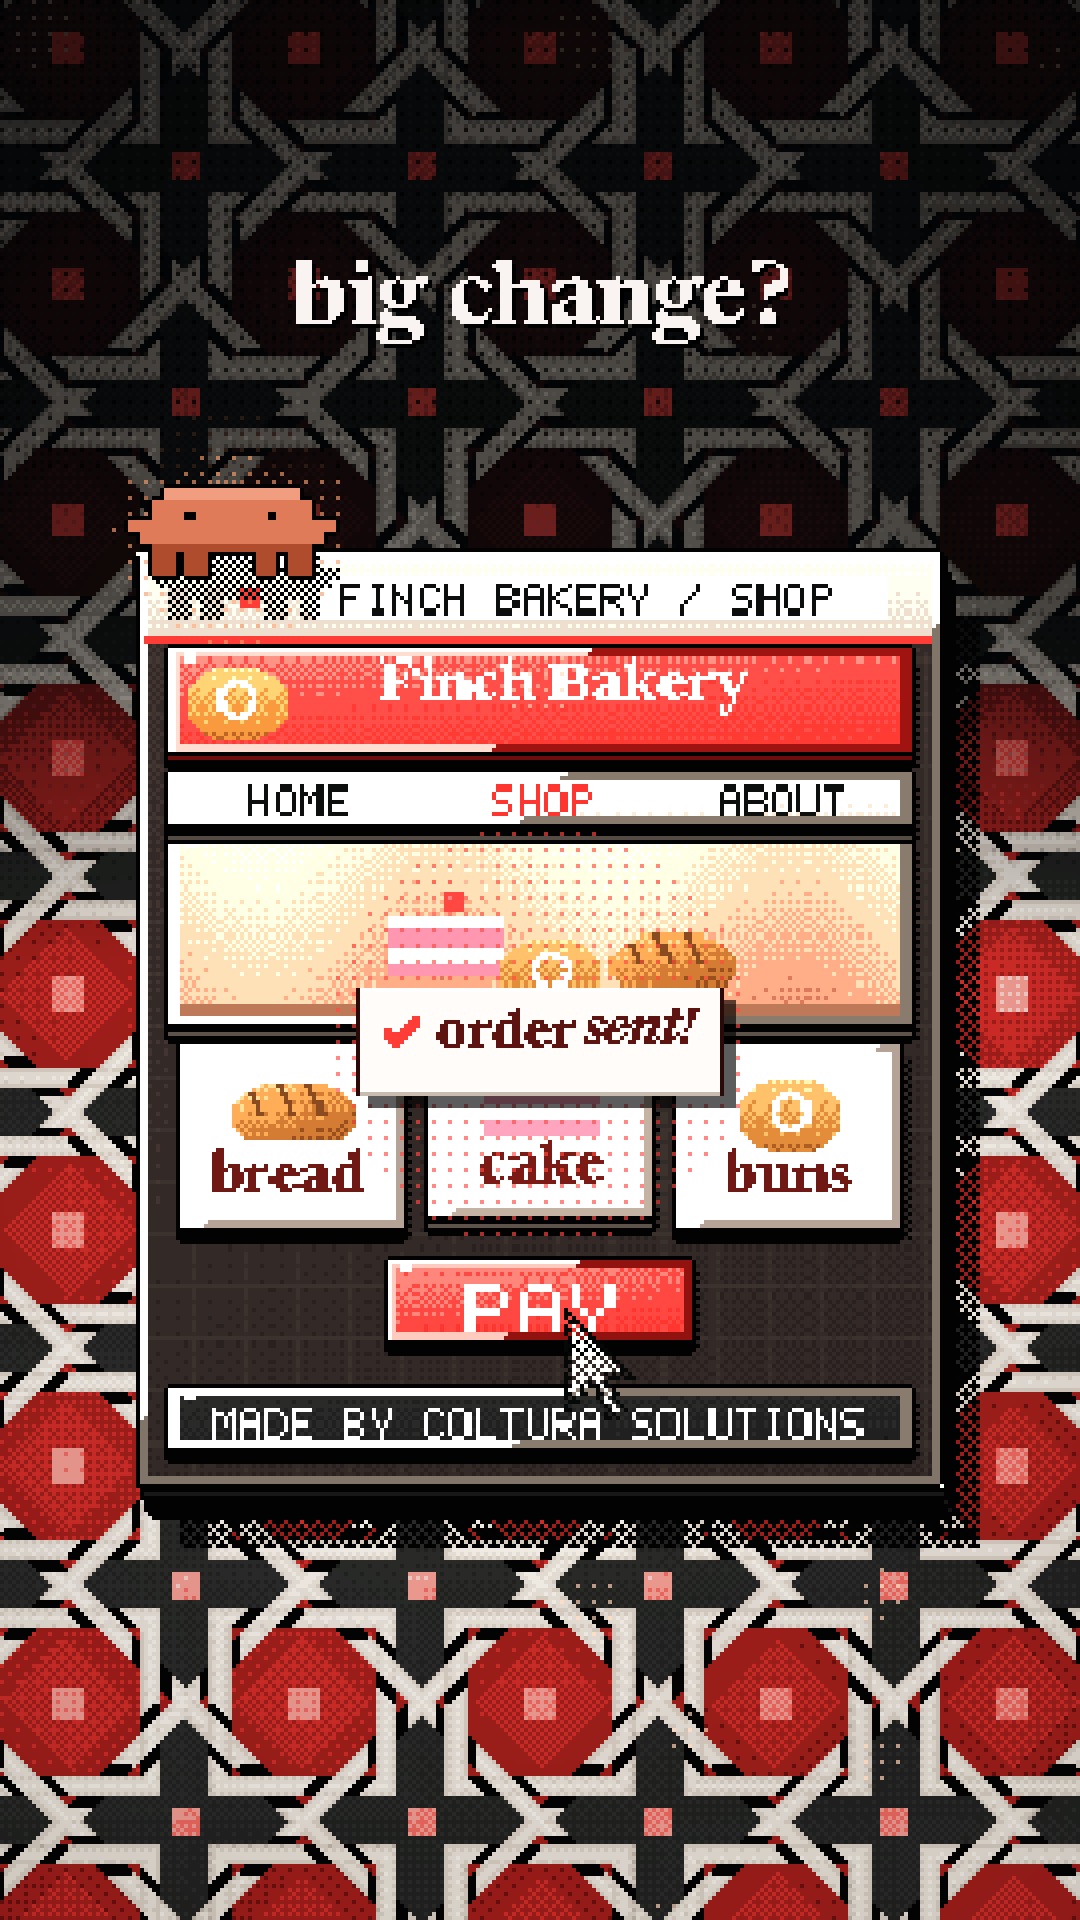 big change?
FINCH BAKERY / SHOP
Finch Bakery
HOME SHOP ABOUT
✓ order sent!
bread cake buns
PAY
MADE BY COLTURA SOLUTIONS